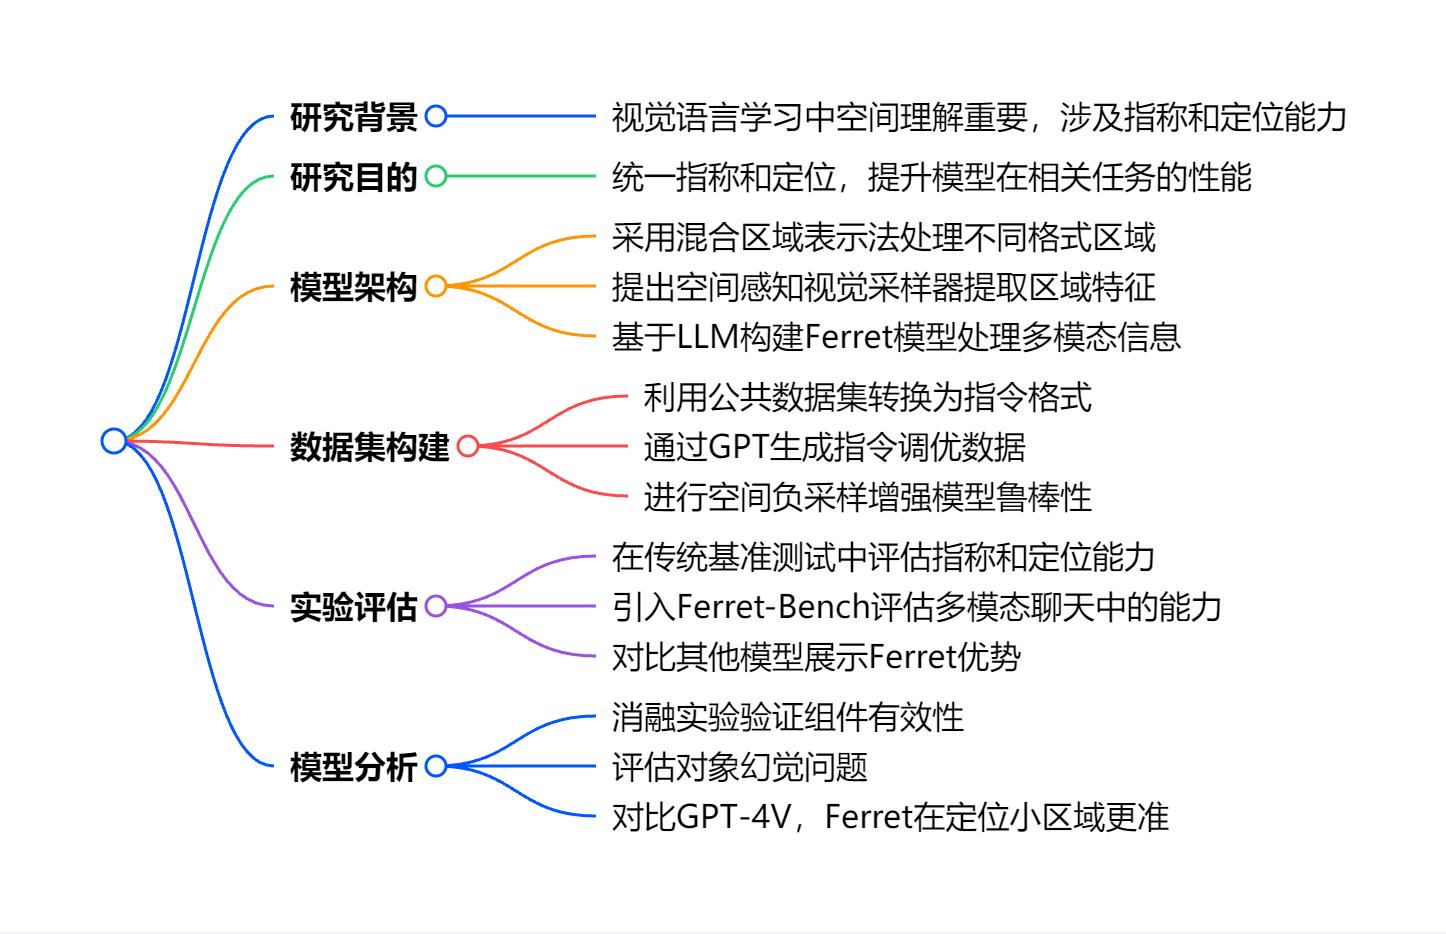 研究背景
视觉语言学习中空间理解重要，涉及指称和定位能力
研究目的
统一指称和定位，提升模型在相关任务的性能
模型架构
采用混合区域表示法处理不同格式区域
提出空间感知视觉采样器提取区域特征
基于LLM构建Ferret模型处理多模态信息
数据集构建
利用公共数据集转换为指令格式
通过GPT生成指令调优数据
进行空间负采样增强模型鲁棒性
实验评估
在传统基准测试中评估指称和定位能力
引入Ferret-Bench评估多模态聊天中的能力
对比其他模型展示Ferret优势
模型分析
消融实验验证组件有效性
评估对象幻觉问题
对比GPT-4V，Ferret在定位小区域更准